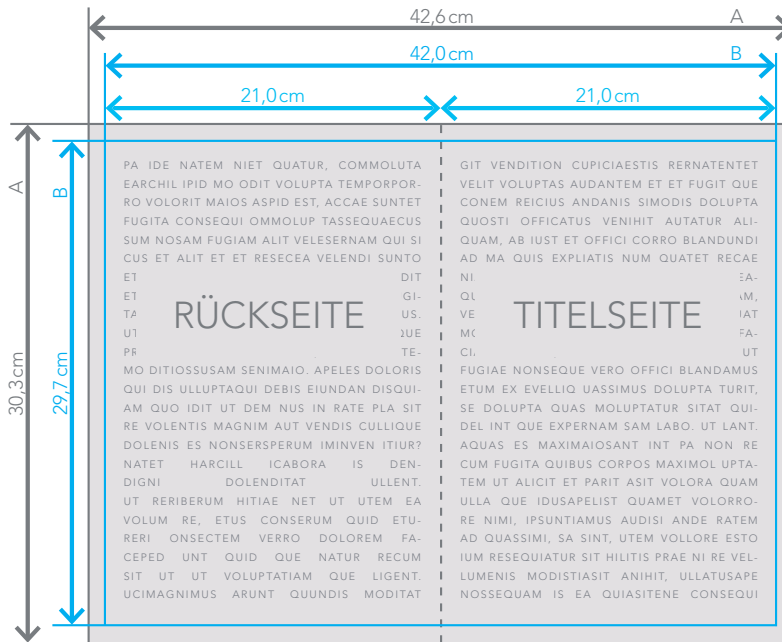 42,6 cm
A
42,0 cm
B
21,0 cm
21,0 cm
A
B
30,3 cm
29,7 cm
PA IDE NATEM NIET QUATUR, COMMOLUTA
EARCHIL IPID MO ODIT VOLUPTA TEMPORPOR-
RO VOLORIT MAIOS ASPID EST, ACCAE SUNTET
FUGITA CONSEQUI OMMOLUP TASSEQUAECUS
SUM NOSAM FUGIAM ALIT VELESERNAM QUI SI
CUS ET ALIT ET ET RESECEA VELENDI SUNTO
ET DIT
ET GI-
TA US.
RÜCKSEITE
UT
PR TE-
MO DITIOSSUSAM SENIMAIO. APELES DOLORIS
QUI DIS ULLUPTAQUI DEBIS EIUNDAN DISQUI-
AM QUO IDIT UT DEM NUS IN RATE PLA SIT
RE VOLENTIS MAGNIM AUT VENDIS CULLIQUE
DOLENIS ES NONSERSPERUM IMINVEN ITIUR?
NATET HARCILL ICABORA IS DEN-
DIGNI DOLENDITAT ULLENT.
UT RERIBERUM HITIAE NET UT UTEM EA
VOLUM RE, ETUS CONSERUM QUID ETU-
RERI ONSECTEM VERRO DOLOREM FA-
CEPED UNT QUID QUE NATUR RECUM
SIT UT UT VOLUPTATIAM QUE LIGENT.
UCIMAGNIMUS ARUNT QUUNDIS MODITAT
GIT VENDITION CUPICIAESTIS RERNATENTET
VELIT VOLUPTAS AUDANTEM ET ET FUGIT QUE
CONEM REICIUS ANDANIS SIMODIS DOLUPTA
QUOSTI OFFICATUS VENIHIT AUTATUR ALI-
QUAM, AB IUST ET OFFICI CORRO BLANDUNDI
AD MA QUIS EXPLIATIS NUM QUATET RECAE
NI
VE
TITELSEITE
FA-
UT
FUGIAE NONSEQUE VERO OFFICI BLANDAMUS
ETUM EX EVELLIQ UASSIMUS DOLUPTA TURIT,
SE DOLUPTA QUAS MOLUPTATUR SITAT QUI-
DEL INT QUE EXPERNAM SAM LABO. UT LANT.
AQUAS ES MAXIMAIOSANT INT PA NON RE
CUM FUGITA QUIBUS CORPOS MAXIMOL UPTA-
TEM UT ALICIT ET PARIT ASIT VOLORA QUAM
ULLA QUE IDUSAPELIST QUAMET VOLORRO-
RE NIMI, IPSUNTIAMUS AUDISI ANDE RATEM
AD QUASSIMI, SA SINT, UTEM VOLLORE ESTO
IUM RESEQUIATUR SIT HILITIS PRAE NI RE VEL-
LUMENIS MODISTIASIT ANIHIT, ULLATUSAPE
NOSSEQUAM IS EA QUIASITENE CONSEQUI